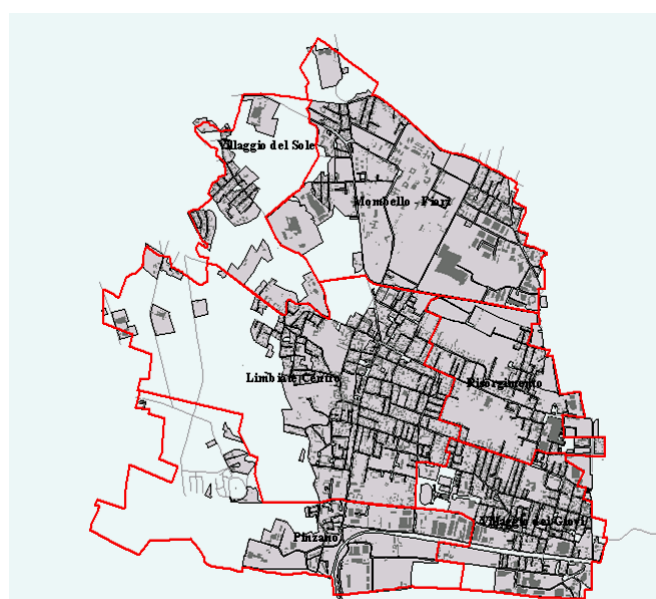 Villaggio del Sole
Mombello - Fiori
Limbiate Centro
Risorgimento
Villaggio dei Giovi
Pinzano